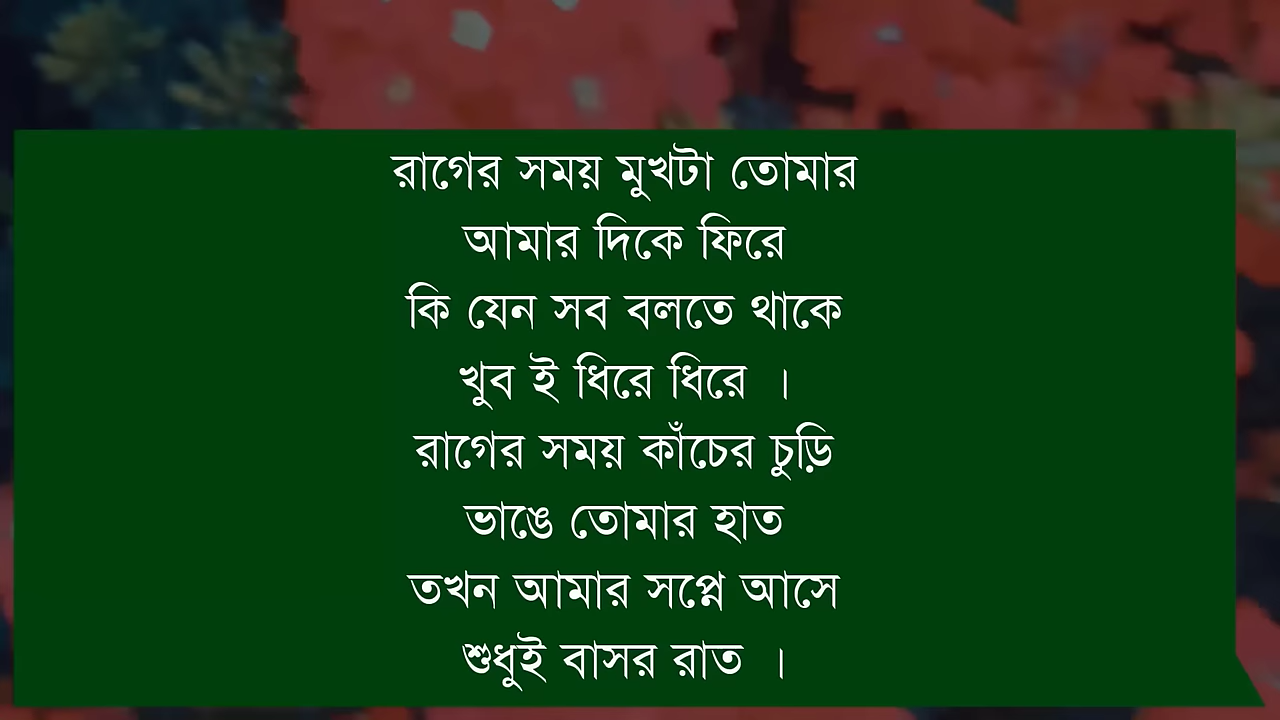 রাগের সময় মুখটা তোমার
আমার দিকে ফিরে
কি যেন সব বলতে থাকে
খুব ই ধিরে ধিরে ।
রাগের সময় কাঁচের চুড়ি
ভাঙে তোমার হাত
তখন আমার সপ্নে আসে
শুধুই বাসর রাত ।